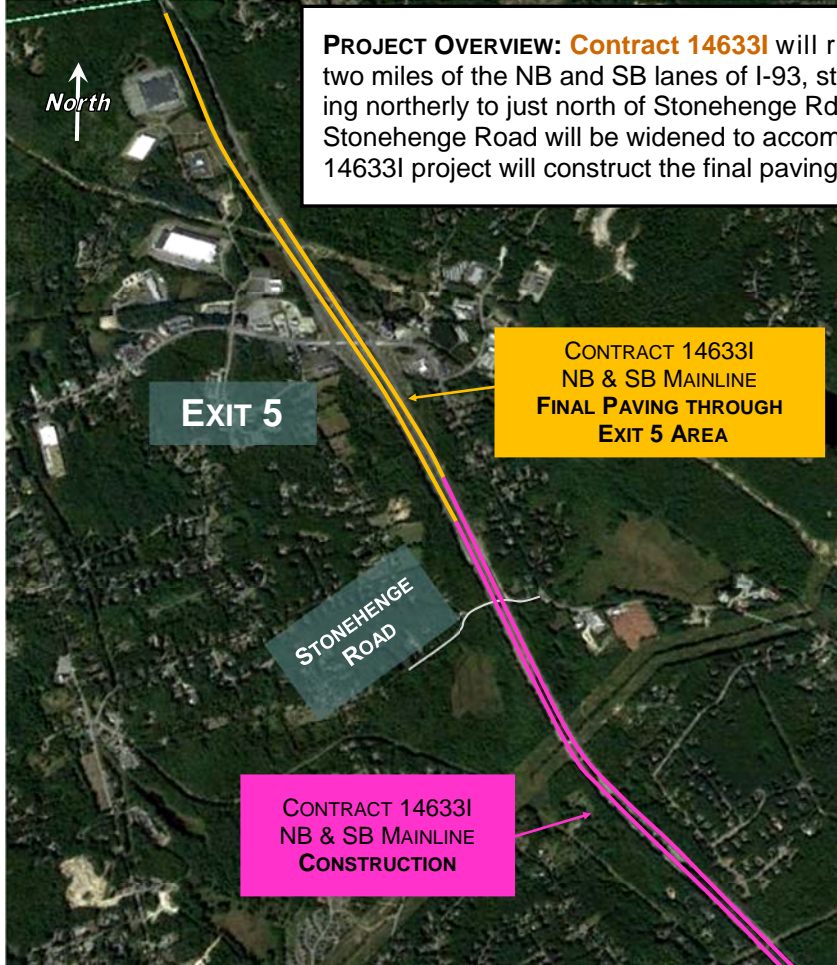 PROJECT OVERVIEW: Contract 14633I will r
two miles of the NB and SB lanes of I-93, st
ing northerly to just north of Stonehenge Rd
Stonehenge Road will be widened to accom
14633I project will construct the final paving
North
CONTRACT 14633I
NB & SB MAINLINE
FINAL PAVING THROUGH
EXIT 5 AREA
EXIT 5
STONEHENGE
ROAD
CONTRACT 14633I
NB & SB MAINLINE
CONSTRUCTION